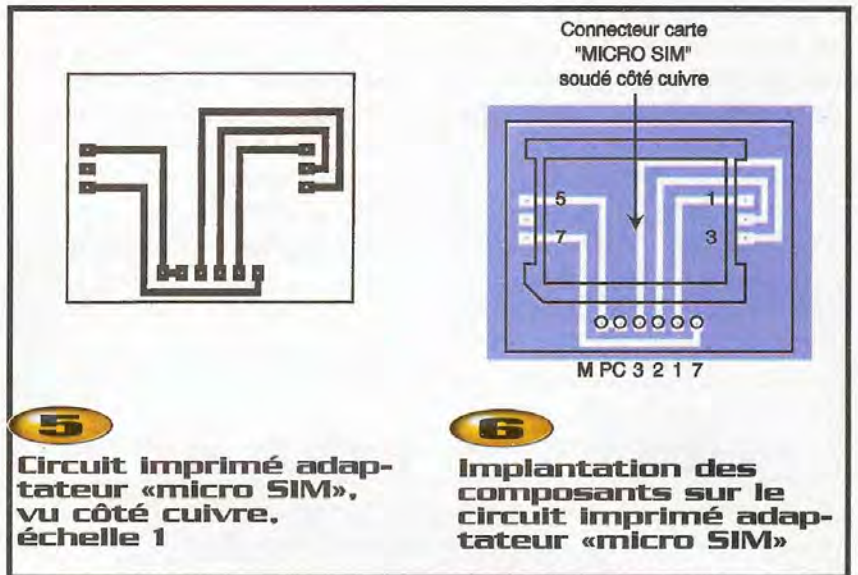 Connecteur carte
"MICRO SIM"
soudé côté cuivre
5
1
7
3
M PC 3 2 1 7
5
Circuit imprimé adap-
tateur «micro SIM»,
vu côté cuivre,
échelle 1
6
Implantation des
composants sur le
circuit imprimé adap-
tateur «micro SIM»